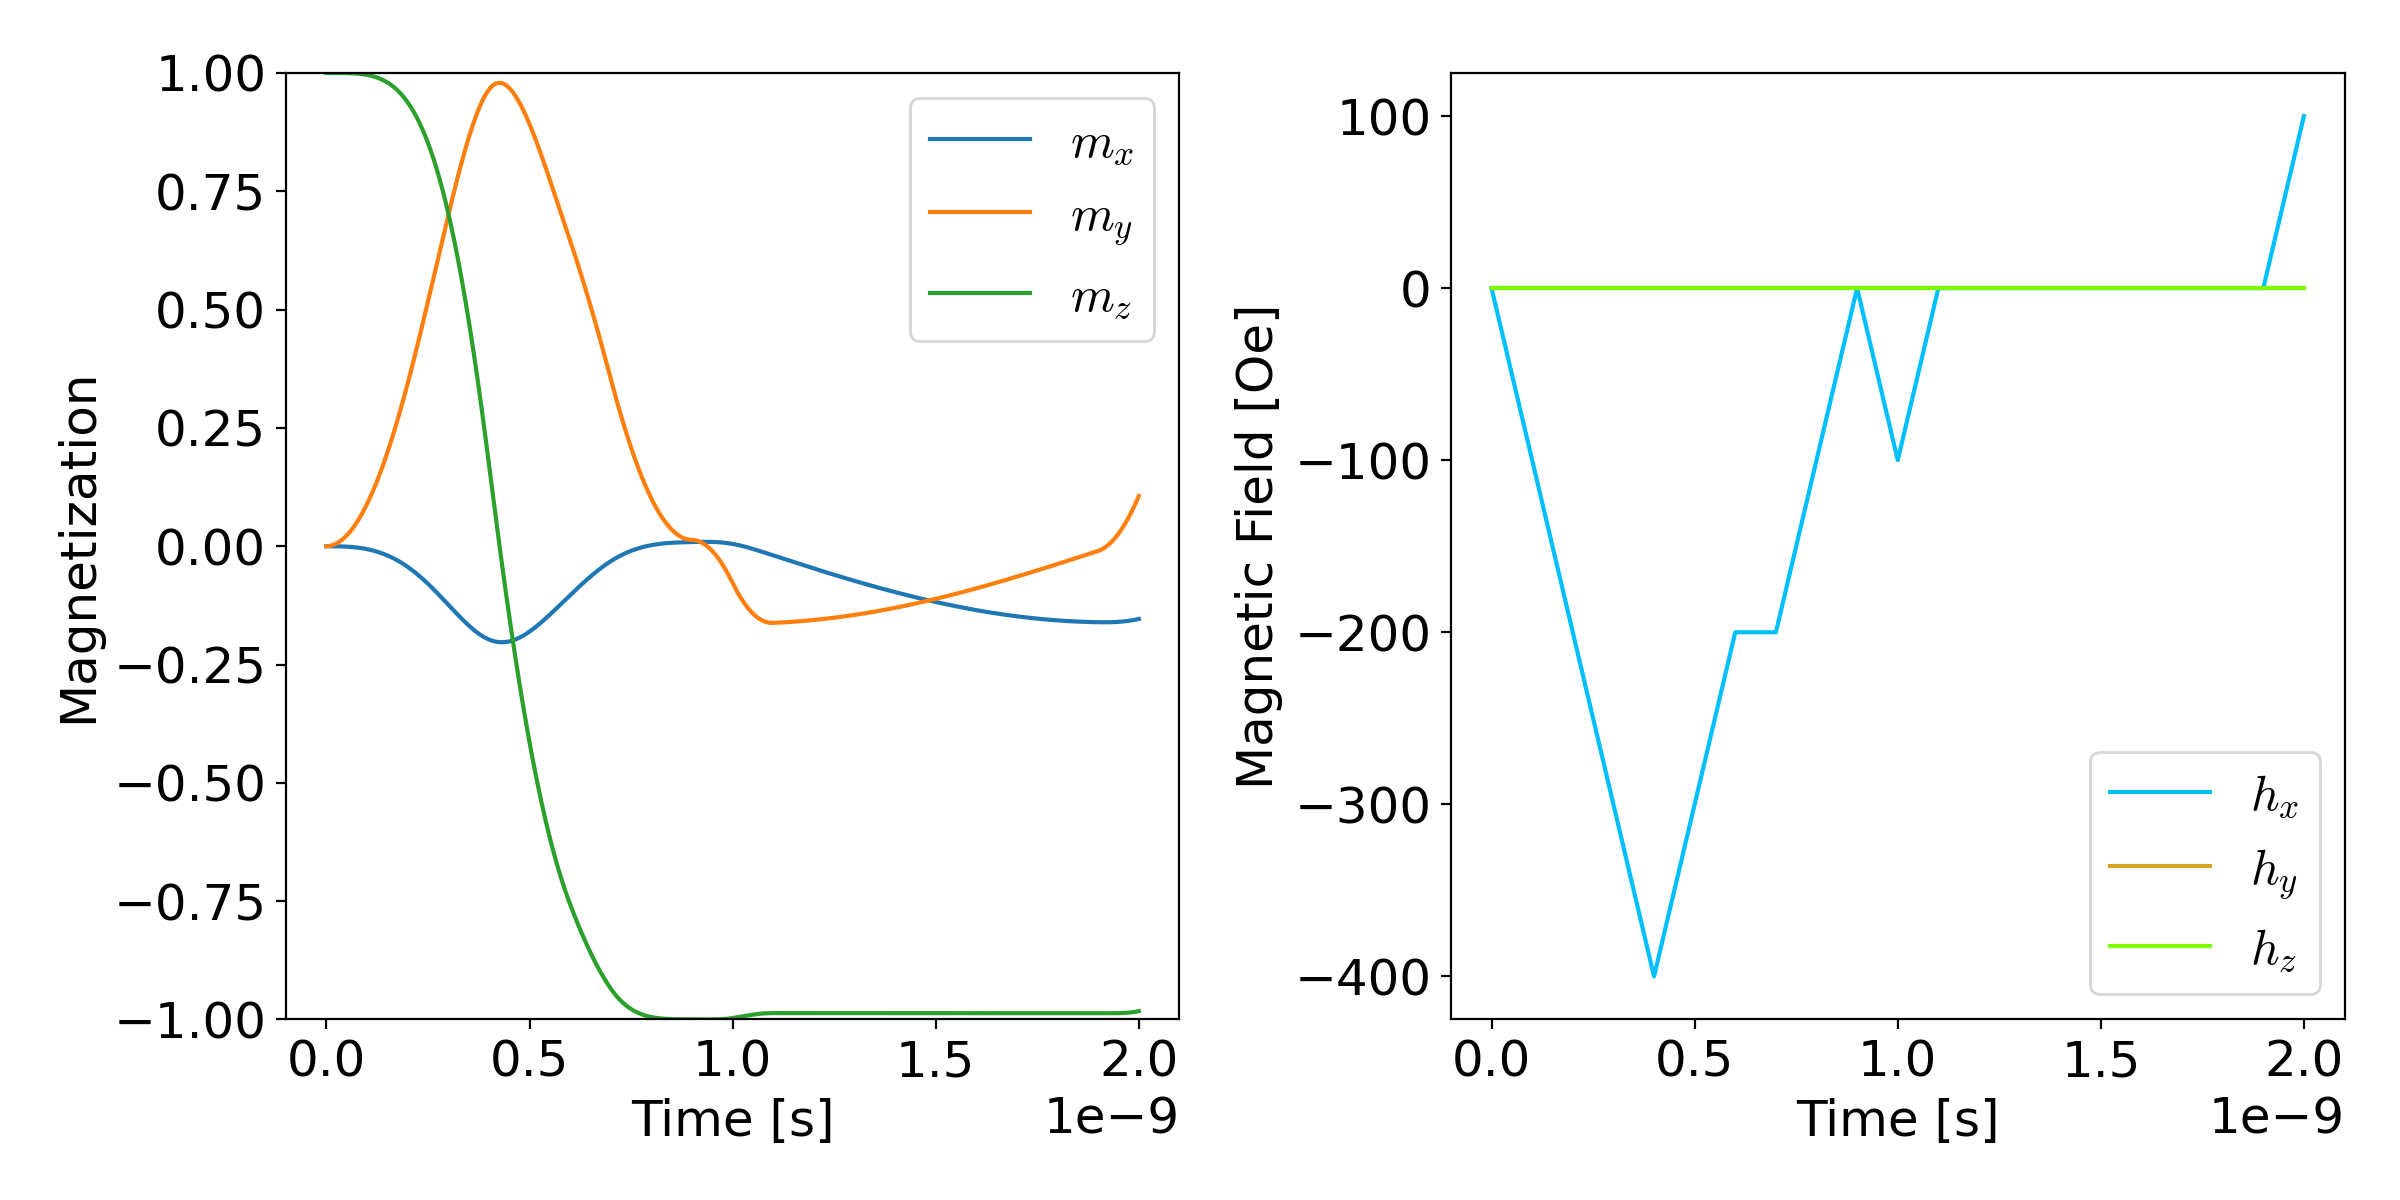 Magnetization
1.00
0.75
0.50
0.25
0.00
−0.25
−0.50
−0.75
−1.00
m_x
m_y
m_z
0.0 0.5 1.0 1.5 2.0
Time [s]
1e−9
Magnetic Field [Oe]
100
0
−100
−200
−300
−400
h_x
h_y
h_z
0.0 0.5 1.0 1.5 2.0
Time [s]
1e−9